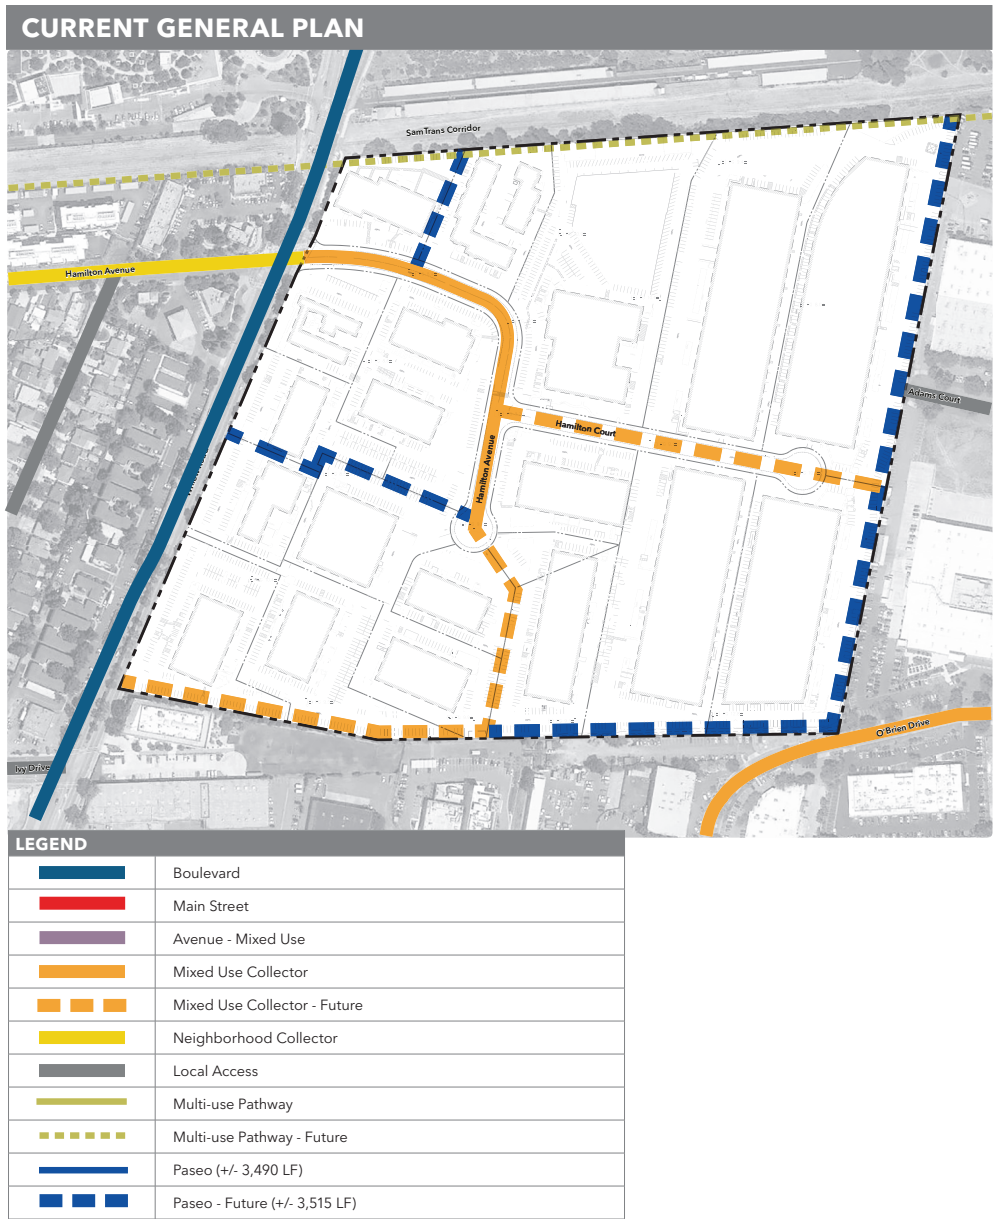 CURRENT GENERAL PLAN
SamTrans Corridor
Hamilton Avenue
Adams Court
Hamilton Court
Hamilton Avenue
O'Brien Drive
Ivy Drive
LEGEND
Boulevard
Main Street
Avenue - Mixed Use
Mixed Use Collector
Mixed Use Collector - Future
Neighborhood Collector
Local Access
Multi-use Pathway
Multi-use Pathway - Future
Paseo (+/- 3,490 LF)
Paseo - Future (+/- 3,515 LF)